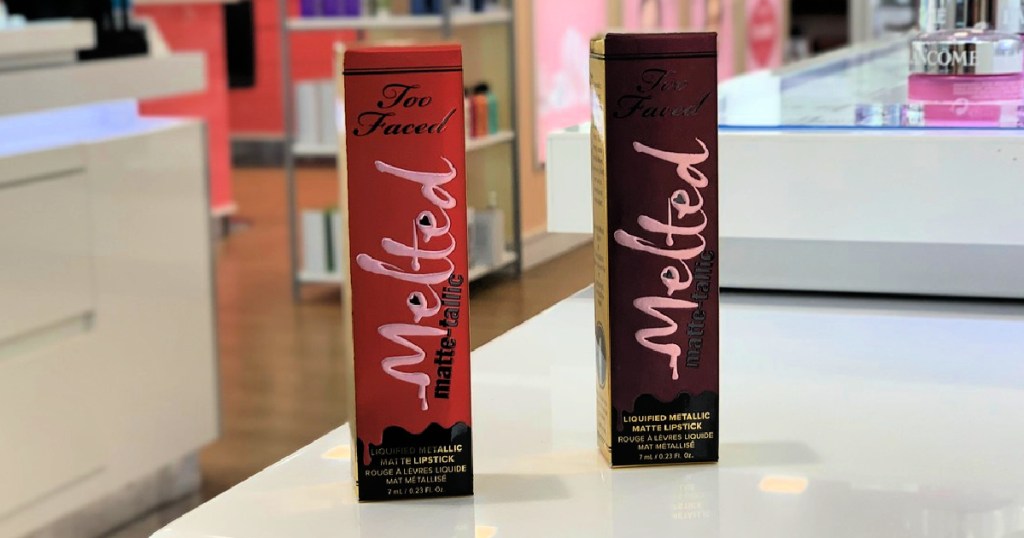 Too
Faced
Melted
matte-tallic
LIQUIFIED METALLIC
MATTE LIPSTICK
ROUGE À LÈVRES LIQUIDE
MAT MÉTALLISÉ
7 mL / 0.23 FL. Oz.
Too
Faced
Melted
matte-tallic
LIQUIFIED METALLIC
MATTE LIPSTICK
ROUGE À LÈVRES LIQUIDE
MAT MÉTALLISÉ
7 mL / 0.23 FL. Oz.
LANCOME